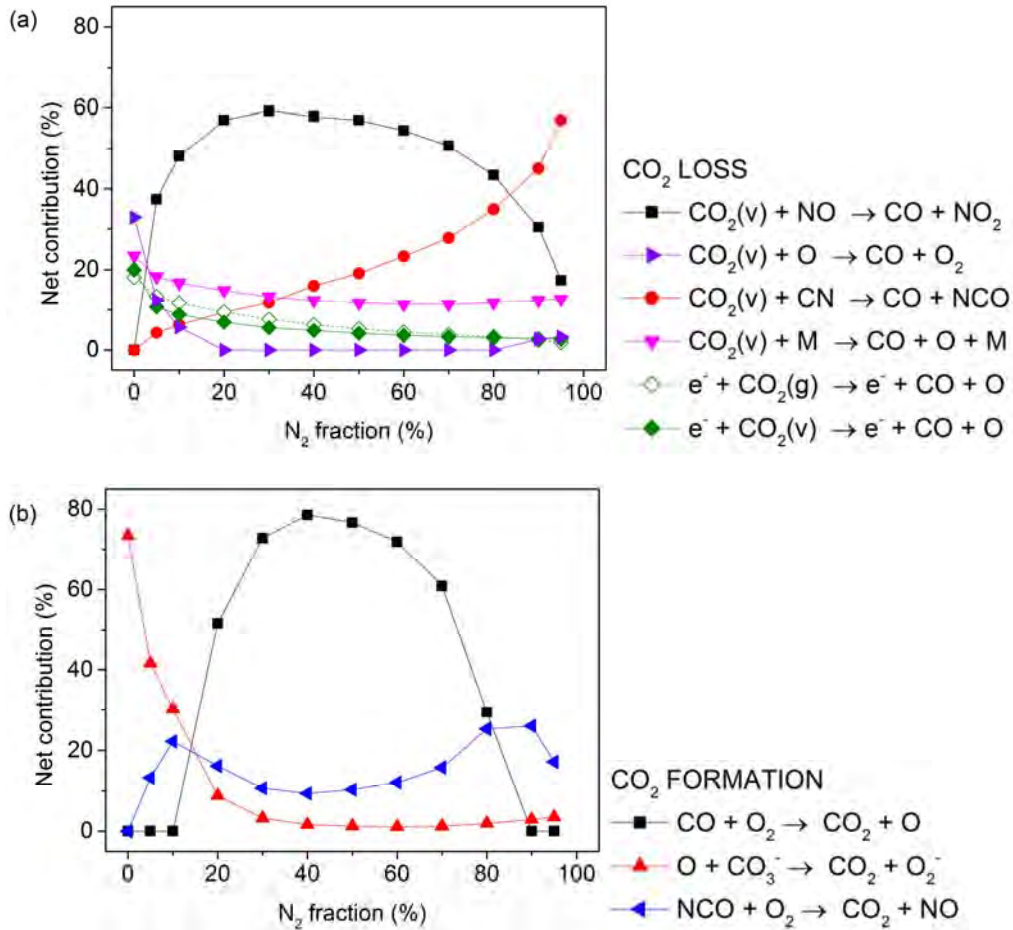 (a)
80
60
40
20
0
Net contribution (%)
0 20 40 60 80 100
N₂ fraction (%)
CO₂ LOSS
CO₂(v) + NO → CO + NO₂
CO₂(v) + O → CO + O₂
CO₂(v) + CN → CO + NCO
CO₂(v) + M → CO + O + M
e⁻ + CO₂(g) → e⁻ + CO + O
e⁻ + CO₂(v) → e⁻ + CO + O
(b)
80
60
40
20
0
Net contribution (%)
0 20 40 60 80 100
N₂ fraction (%)
CO₂ FORMATION
CO + O₂ → CO₂ + O
O + CO₃⁻ → CO₂ + O₂⁻
NCO + O₂ → CO₂ + NO